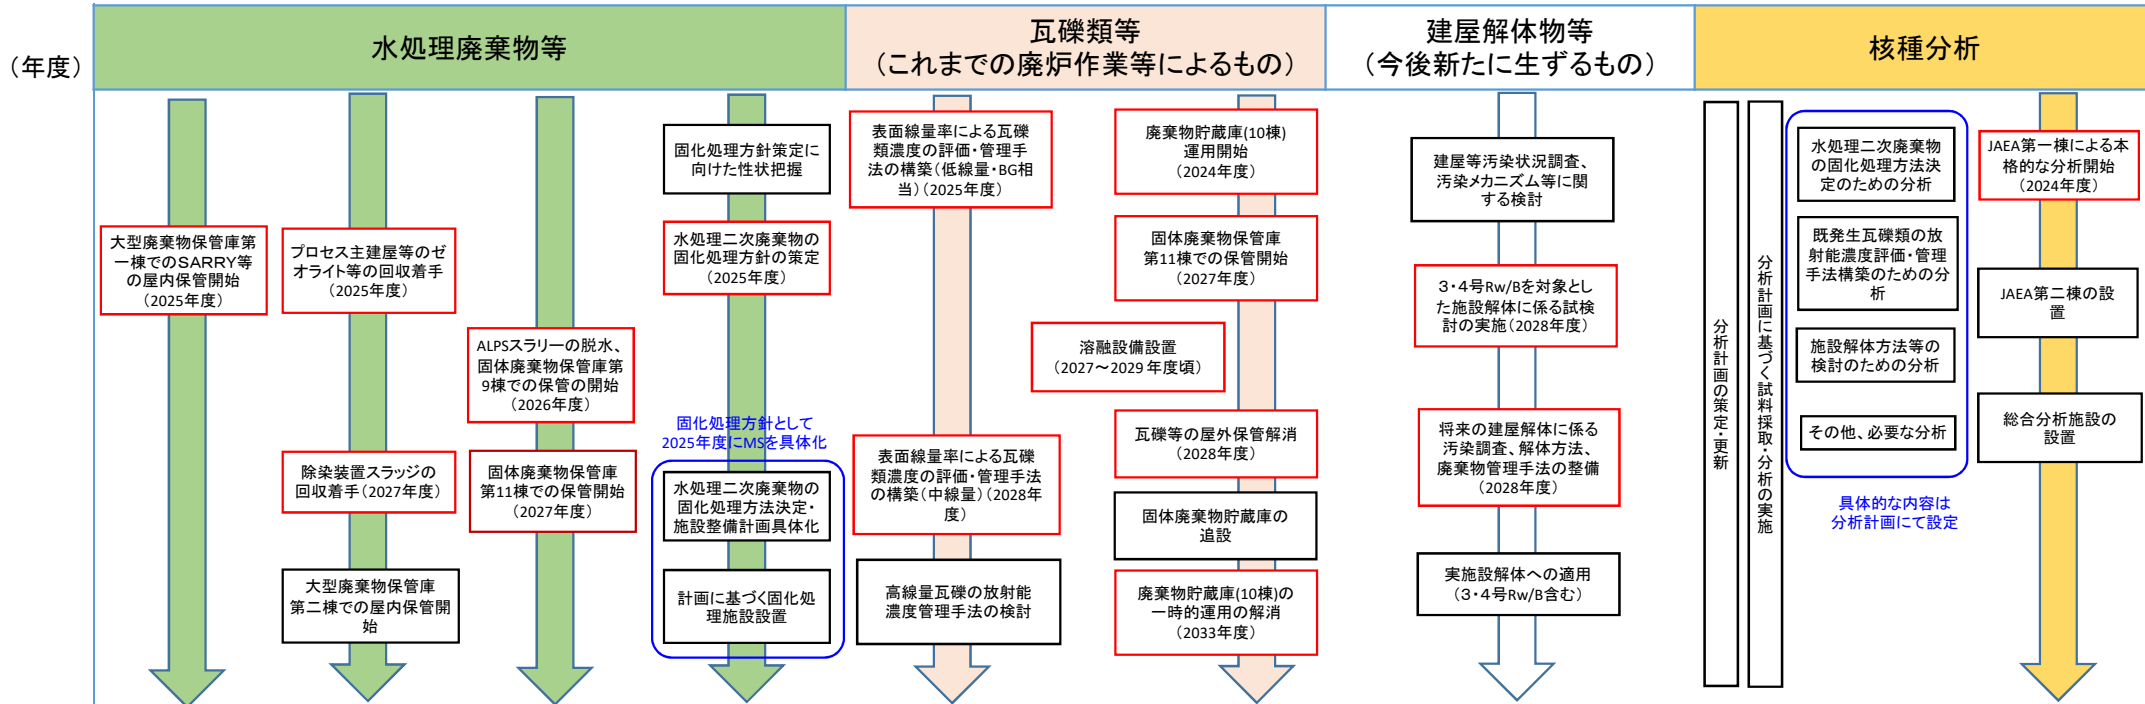 （年度）
水処理廃棄物等
瓦礫類等
（これまでの廃炉作業等によるもの）
建屋解体物等
（今後新たに生ずるもの）
核種分析
大型廃棄物保管庫第
一棟でのSARRY等
の屋内保管開始
（2025年度）
プロセス主建屋等のゼ
オライト等の回収着手
（2025年度）
除染装置スラッジの
回収着手（2027年度）
大型廃棄物保管庫
第二棟での屋内保管開
始
ALPSスラリーの脱水、
固体廃棄物保管庫第
9棟での保管の開始
（2026年度）
固体廃棄物保管庫
第11棟での保管開始
（2027年度）
固化処理方針策定に
向けた性状把握
水処理二次廃棄物の
固化処理方針の策定
（2025年度）
固化処理方針として
2025年度にMSを具体化
水処理二次廃棄物の
固化処理方法決定・
施設整備計画具体化
計画に基づく固化処
理施設設置
表面線量率による瓦礫
類濃度の評価・管理手
法の構築（低線量・BG相
当）（2025年度）
表面線量率による瓦礫
類濃度の評価・管理手法
の構築（中線量）（2028年
度）
高線量瓦礫の放射能
濃度管理手法の検討
廃棄物貯蔵庫(10棟)
運用開始
（2024年度）
固体廃棄物保管庫
第11棟での保管開始
（2027年度）
溶融設備設置
（2027～2029年度頃）
瓦礫等の屋外保管解消
（2028年度）
固体廃棄物貯蔵庫の
追設
廃棄物貯蔵庫(10棟)の
一時的運用の解消
（2033年度）
建屋等汚染状況調査、
汚染メカニズム等に関
する検討
３・４号Rw/Bを対象とし
た施設解体に係る試検
討の実施（2028年度）
将来の建屋解体に係る
汚染調査、解体方法、
廃棄物管理手法の整備
（2028年度）
実施設解体への適用
（３・４号Rw/B含む）
分析計画の策定・更新
分析計画に基づく試料採取・分析の実施
水処理二次廃棄物
の固化処理方法決
定のための分析
既発生瓦礫類の放
射能濃度評価・管理
手法構築のための分
析
施設解体方法等の
検討のための分析
その他、必要な分析
具体的な内容は
分析計画にて設定
JAEA第一棟による本
格的な分析開始
（2024年度）
JAEA第二棟の設
置
総合分析施設の
設置